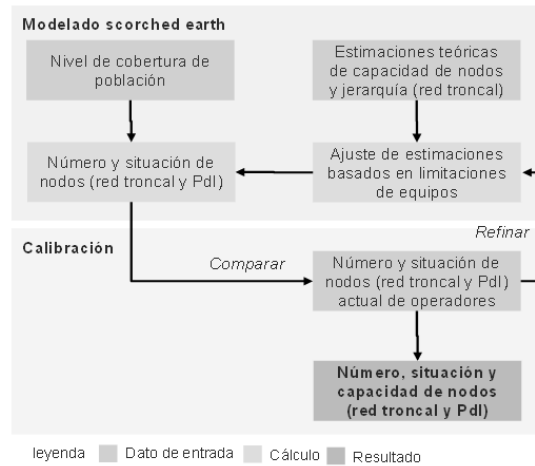 Modelado scorched earth
Nivel de cobertura de
población
Estimaciones teóricas
de capacidad de nodos
y jerarquía (red troncal)
Número y situación de
nodos (red troncal y PdI)
Ajuste de estimaciones
basados en limitaciones
de equipos
Refinar
Calibración
Comparar
Número y situación de
nodos (red troncal y PdI)
actual de operadores
Número, situación y
capacidad de nodos
(red troncal y PdI)
leyenda Dato de entrada Cálculo Resultado